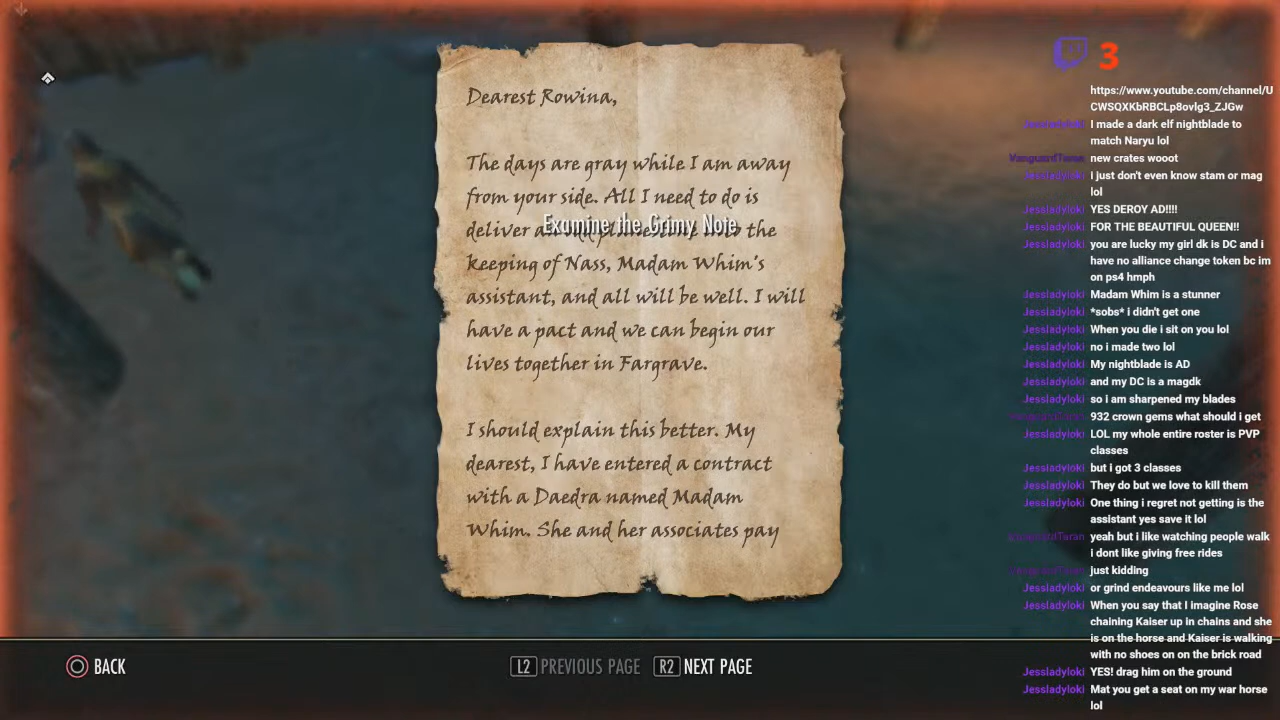 Dearest Rowina,
The days are gray while I am away
from your side. All I need to do is
deliver an old planestone into the
Examine the Grimy Note
keeping of Nass, Madam Whim's
assistant, and all will be well. I will
have a pact and we can begin our
lives together in Fargrave.
I should explain this better. My
dearest, I have entered a contract
with a Daedra named Madam
Whim. She and her associates pay
BACK
L2 PREVIOUS PAGE R2 NEXT PAGE
3
https://www.youtube.com/channel/U
CWSQXKbRBCLp8ovlg3_ZJGw
Jessladyloki I made a dark elf nightblade to
match Naryu lol
VanguardTaran new crates wooot
Jessladyloki i just don't even know stam or mag
lol
Jessladyloki YES DEROY AD!!!!
Jessladyloki FOR THE BEAUTIFUL QUEEN!!
Jessladyloki you are lucky my girl dk is DC and i
have no alliance change token bc im
on ps4 hmph
Jessladyloki Madam Whim is a stunner
Jessladyloki *sobs* i didn't get one
Jessladyloki When you die i sit on you lol
Jessladyloki no i made two lol
Jessladyloki My nightblade is AD
Jessladyloki and my DC is a magdk
Jessladyloki so i am sharpened my blades
VanguardTaran 932 crown gems what should i get
Jessladyloki LOL my whole entire roster is PVP
classes
Jessladyloki but i got 3 classes
Jessladyloki They do but we love to kill them
Jessladyloki One thing i regret not getting is the
assistant yes save it lol
VanguardTaran yeah but i like watching people walk
i dont like giving free rides
VanguardTaran just kidding
Jessladyloki or grind endeavours like me lol
Jessladyloki When you say that I imagine Rose
chaining Kaiser up in chains and she
is on the horse and Kaiser is walking
with no shoes on on the brick road
Jessladyloki YES! drag him on the ground
Jessladyloki Mat you get a seat on my war horse
lol